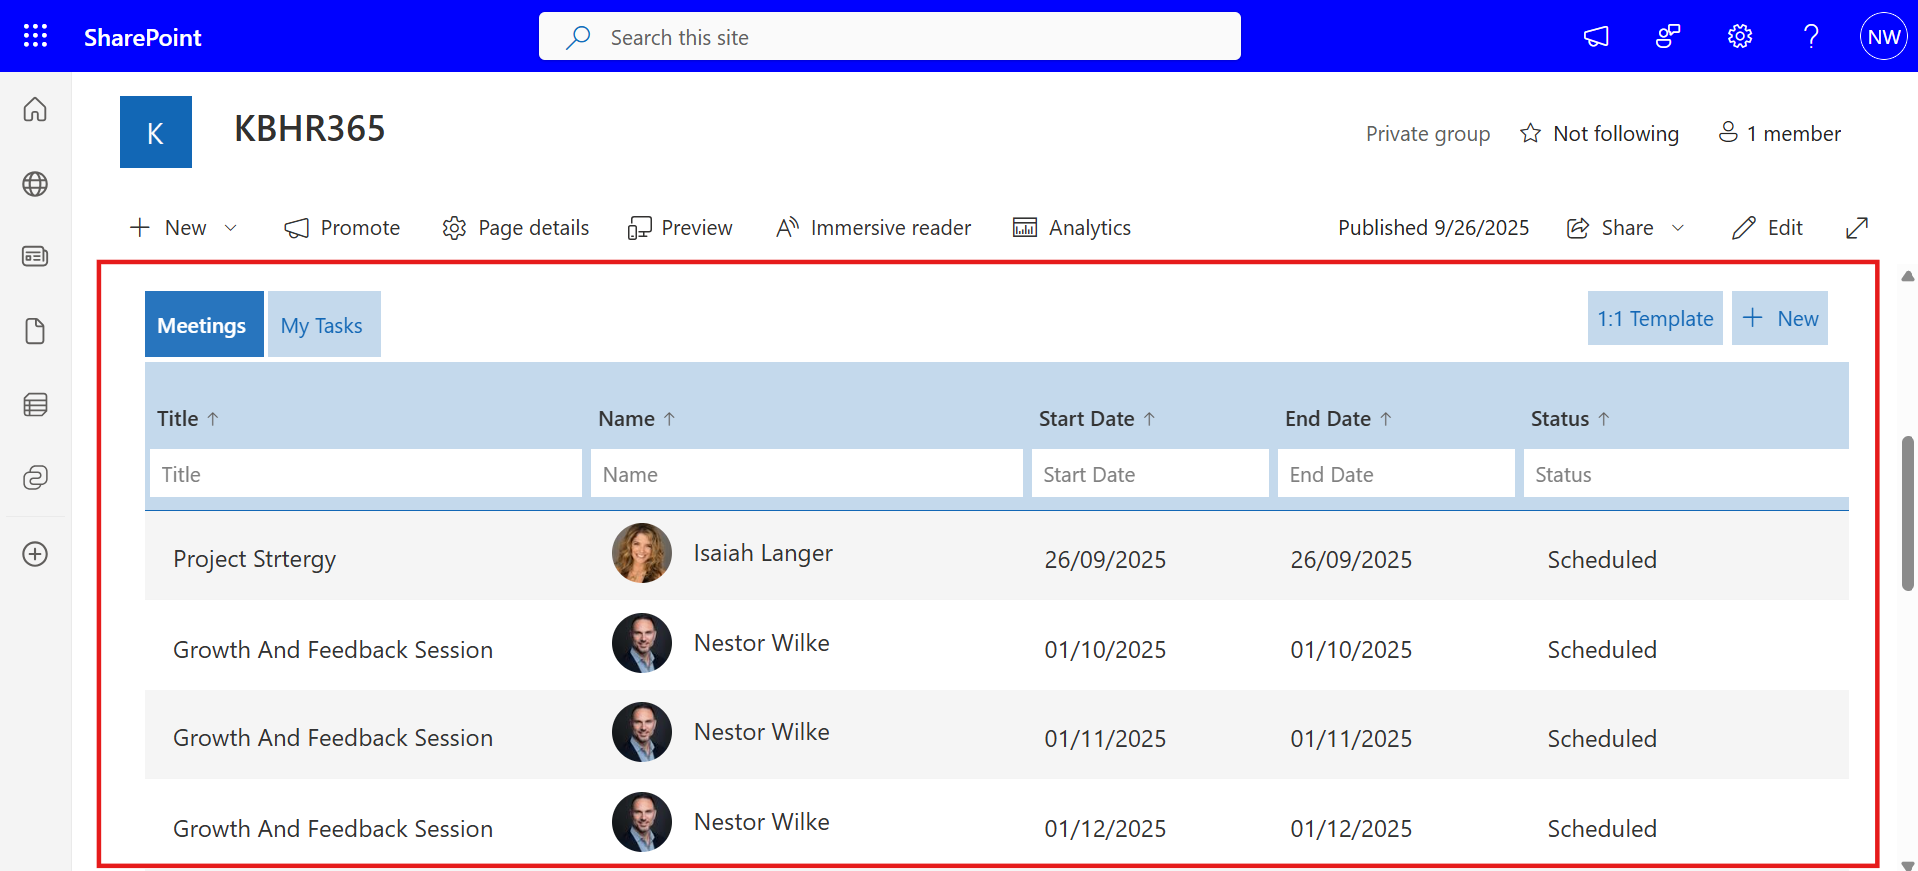 SharePoint
Search this site
NW
K
KBHR365
Private group
Not following
1 member
New
Promote
Page details
Preview
Immersive reader
Analytics
Published 9/26/2025
Share
Edit
Meetings
My Tasks
1:1 Template
New
Title ↑ Name ↑ Start Date ↑ End Date ↑ Status ↑
Title Name Start Date End Date Status
Project Strtergy Isaiah Langer 26/09/2025 26/09/2025 Scheduled
Growth And Feedback Session Nestor Wilke 01/10/2025 01/10/2025 Scheduled
Growth And Feedback Session Nestor Wilke 01/11/2025 01/11/2025 Scheduled
Growth And Feedback Session Nestor Wilke 01/12/2025 01/12/2025 Scheduled